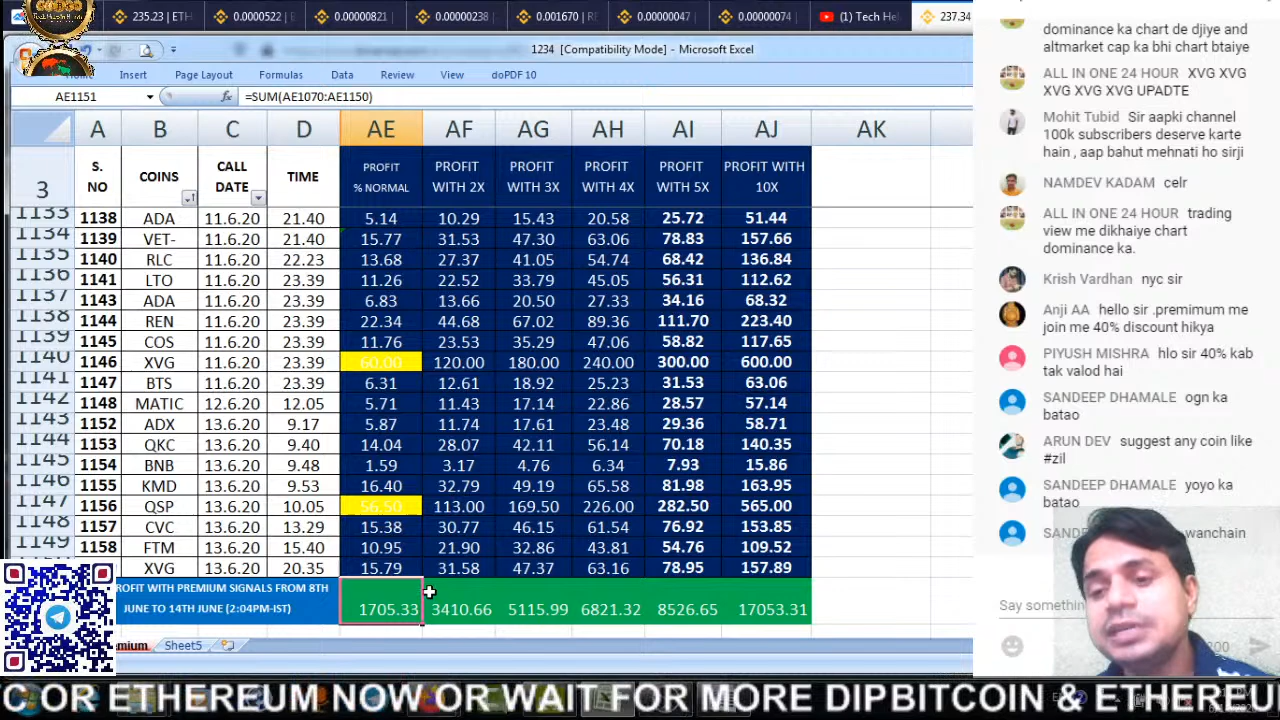 235.23 | ETH
0.0000522 | B
0.00000821
0.00000238
0.001670 | RE
0.00000047
0.00000074
(1) Tech He
237.34
1234 [Compatibility Mode] - Microsoft Excel
Insert Page Layout Formulas Data Review View doPDF 10
AE1151 fx =SUM(AE1070:AE1150)
A B C D AE AF AG AH AI AJ AK
3 S. NO COINS CALL DATE TIME PROFIT % NORMAL PROFIT WITH 2X PROFIT WITH 3X PROFIT WITH 4X PROFIT WITH 5X PROFIT WITH 10X
1133 1138 ADA 11.6.20 21.40 5.14 10.29 15.43 20.58 25.72 51.44
1134 1139 VET- 11.6.20 21.40 15.77 31.53 47.30 63.06 78.83 157.66
1135 1140 RLC 11.6.20 22.23 13.68 27.37 41.05 54.74 68.42 136.84
1136 1141 LTO 11.6.20 23.39 11.26 22.52 33.79 45.05 56.31 112.62
1137 1143 ADA 11.6.20 23.39 6.83 13.66 20.50 27.33 34.16 68.32
1138 1144 REN 11.6.20 23.39 22.34 44.68 67.02 89.36 111.70 223.40
1139 1145 COS 11.6.20 23.39 11.76 23.53 35.29 47.06 58.82 117.65
1140 1146 XVG 11.6.20 23.39 60.00 120.00 180.00 240.00 300.00 600.00
1141 1147 BTS 11.6.20 23.39 6.31 12.61 18.92 25.23 31.53 63.06
1142 1148 MATIC 12.6.20 12.05 5.71 11.43 17.14 22.86 28.57 57.14
1143 1152 ADX 13.6.20 9.17 5.87 11.74 17.61 23.48 29.36 58.71
1144 1153 QKC 13.6.20 9.40 14.04 28.07 42.11 56.14 70.18 140.35
1145 1154 BNB 13.6.20 9.48 1.59 3.17 4.76 6.34 7.93 15.86
1146 1155 KMD 13.6.20 9.53 16.40 32.79 49.19 65.58 81.98 163.95
1147 1156 QSP 13.6.20 10.05 56.50 113.00 169.50 226.00 282.50 565.00
1148 1157 CVC 13.6.20 13.29 15.38 30.77 46.15 61.54 76.92 153.85
1149 1158 FTM 13.6.20 15.40 10.95 21.90 32.86 43.81 54.76 109.52
XVG 13.6.20 20.35 15.79 31.58 47.37 63.16 78.95 157.89
ROFIT WITH PREMIUM SIGNALS FROM 8TH
JUNE TO 14TH JUNE (2:04PM-IST) 1705.33 3410.66 5115.99 6821.32 8526.65 17053.31
mium Sheet5
C OR ETHEREUM NOW OR WAIT FOR MORE DIPBITCOIN & ETHER
dominance ka chart de djiye and
altmarket cap ka bhi chart btaiye
ALL IN ONE 24 HOUR XVG XVG
XVG XVG XVG UPADTE
Mohit Tubid Sir aapki channel
100k subscribers deserve karte
hain , aap bahut mehnati ho sirji
NAMDEV KADAM celr
ALL IN ONE 24 HOUR trading
view me dikhaiye chart
dominance ka.
Krish Vardhan nyc sir
Anji AA hello sir .premimum me
join me 40% discount hikya
PIYUSH MISHRA hlo sir 40% kab
tak valod hai
SANDEEP DHAMALE ogn ka
batao
ARUN DEV suggest any coin like
#zil
SANDEEP DHAMALE yoyo ka
batao
SAND wanchain
Say somethin